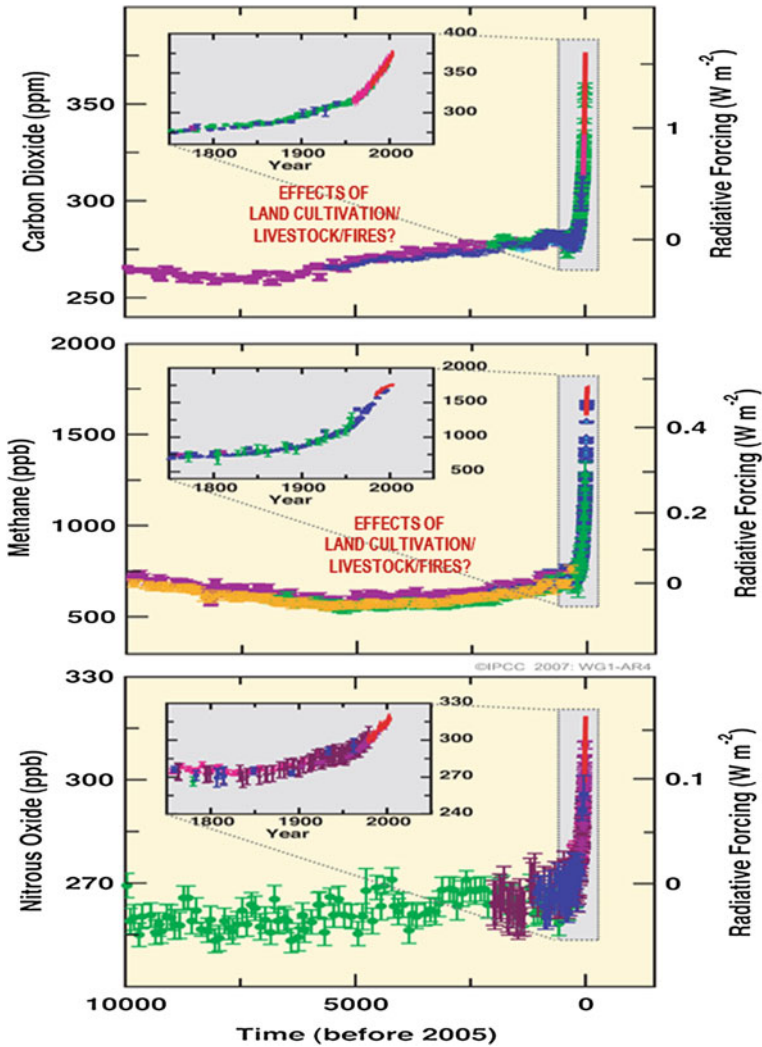 Carbon Dioxide (ppm)
350
300
250
400
350
300
1800 1900 2000
Year
EFFECTS OF
LAND CULTIVATION/
LIVESTOCK/FIRES?
1
0
Radiative Forcing (W m⁻²)
Methane (ppb)
2000
1500
1000
500
2000
1500
1000
500
1800 1900 2000
Year
EFFECTS OF
LAND CULTIVATION/
LIVESTOCK/FIRES?
0.4
0.2
0
Radiative Forcing (W m⁻²)
©IPCC 2007: WG1-AR4
Nitrous Oxide (ppb)
330
300
270
330
300
270
240
1800 1900 2000
Year
0.1
0
Radiative Forcing (W m⁻²)
10000 5000 0
Time (before 2005)